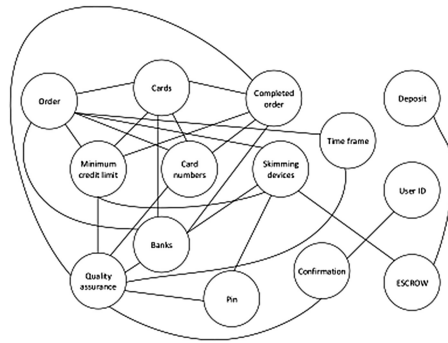 Cards
Completed
order
Order
Deposit
Time frame
Minimum
credit limit
Card
numbers
Skimming
devices
User ID
Banks
Quality
assurance
Confirmation
ESCROW
Pin